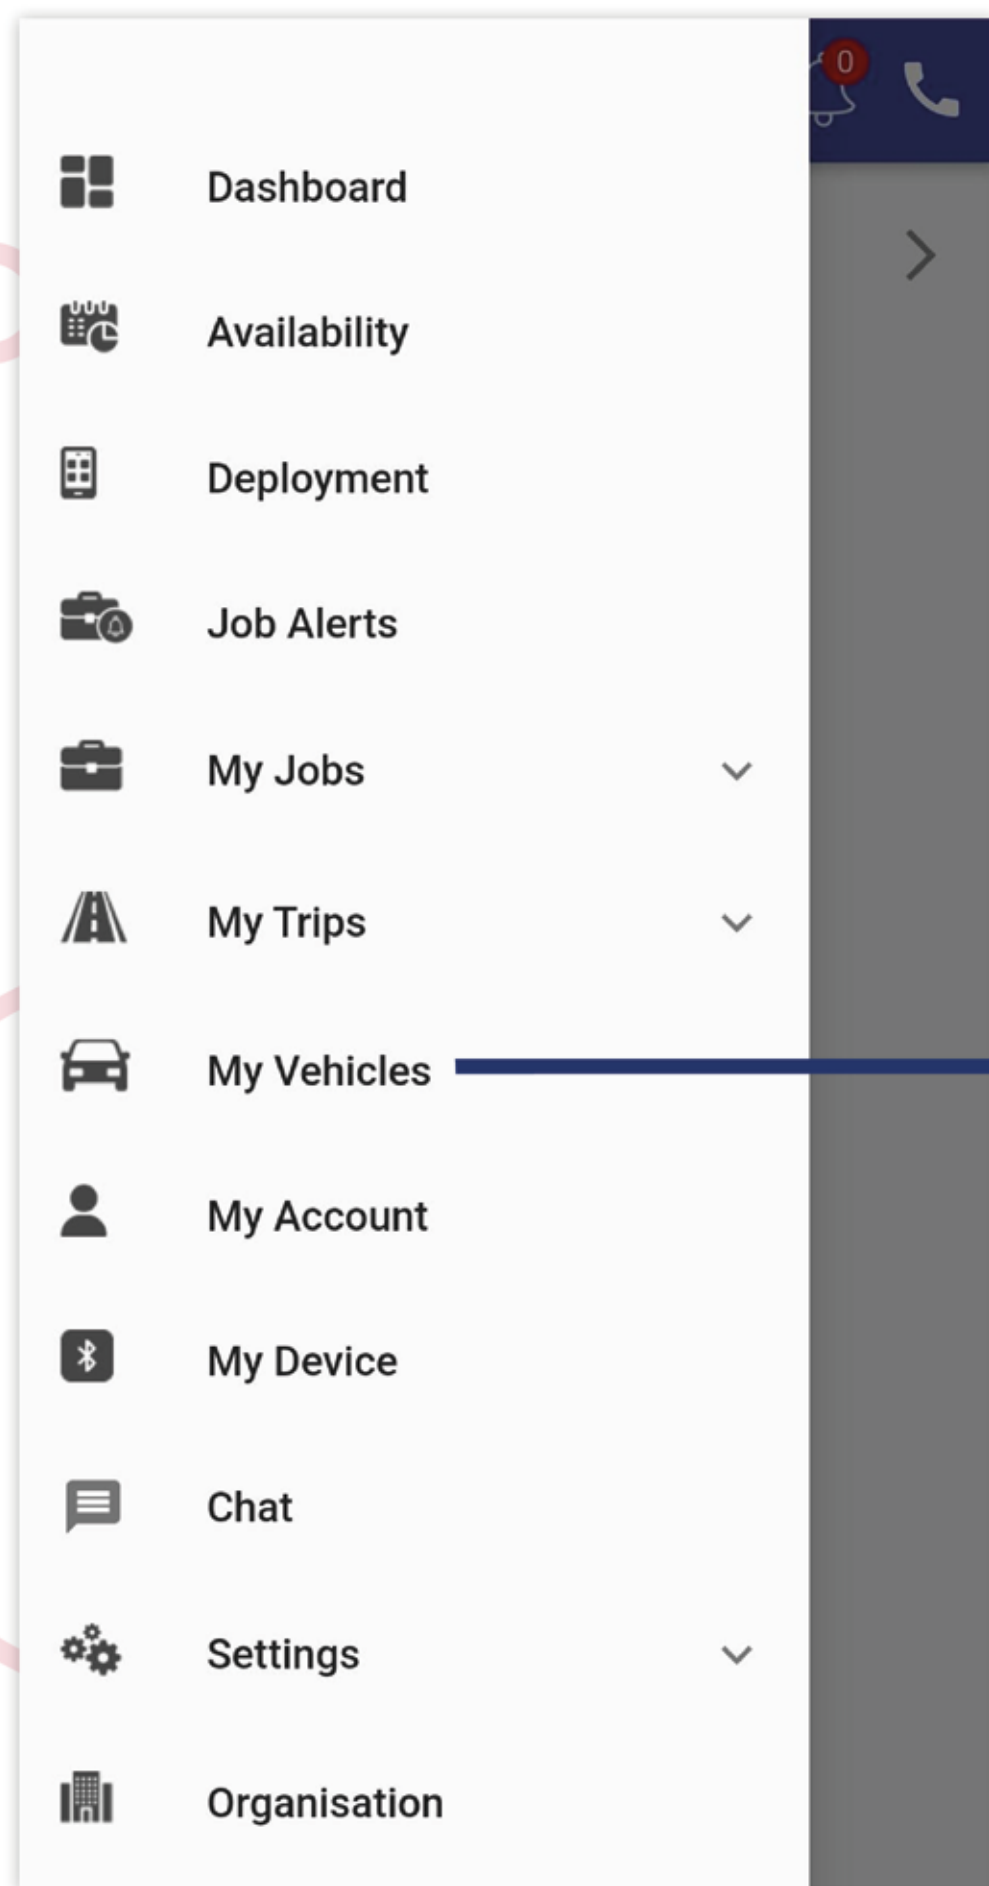 0
Dashboard
Availability
Deployment
Job Alerts
My Jobs
My Trips
My Vehicles
My Account
My Device
Chat
Settings
Organisation